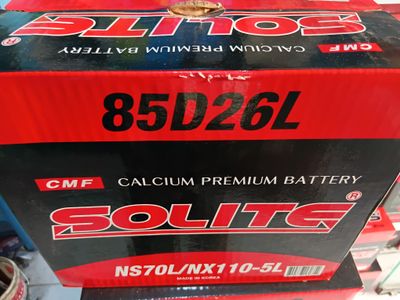 SOLITE®
CMF CALCIUM PREMIUM BATTERY
85D26L
CMF CALCIUM PREMIUM BATTERY
SOLITE®
NS70L/NX110-5L
MADE IN KOREA